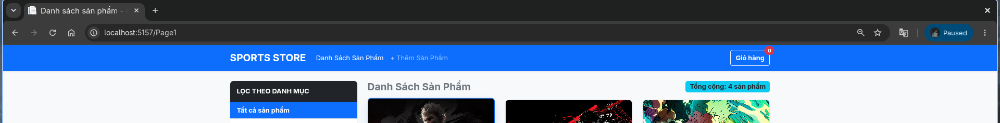 Danh sách sản phẩm -
localhost:5157/Page1
Paused
SPORTS STORE
Danh Sách Sản Phẩm
+ Thêm Sản Phẩm
Giỏ hàng
0
LỌC THEO DANH MỤC
Tất cả sản phẩm
Danh Sách Sản Phẩm
Tổng cộng: 4 sản phẩm